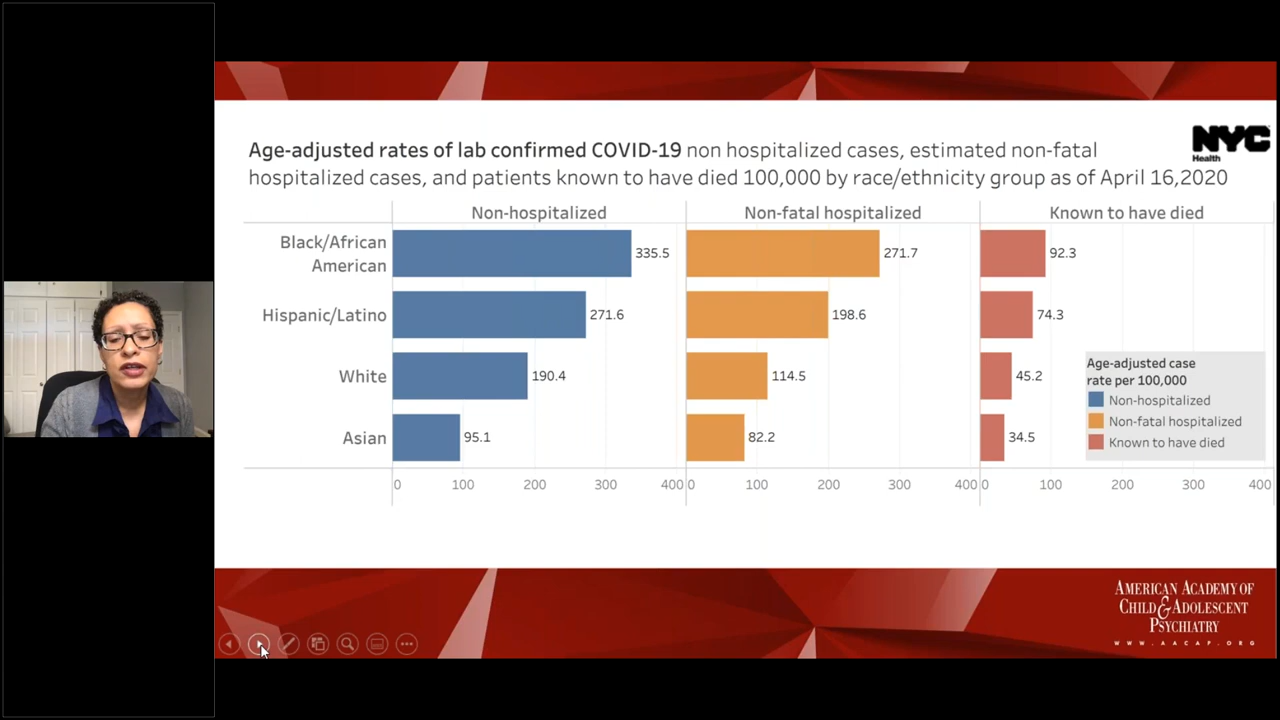 NYC
Health
Age-adjusted rates of lab confirmed COVID-19 non hospitalized cases, estimated non-fatal
hospitalized cases, and patients known to have died 100,000 by race/ethnicity group as of April 16,2020
Non-hospitalized Non-fatal hospitalized Known to have died
Black/African
American
335.5 271.7 92.3
Hispanic/Latino 271.6 198.6 74.3
White 190.4 114.5 45.2
Asian 95.1 82.2 34.5
Age-adjusted case
rate per 100,000
Non-hospitalized
Non-fatal hospitalized
Known to have died
0 100 200 300 400 0 100 200 300 400 0 100 200 300 400
AMERICAN ACADEMY OF
CHILD & ADOLESCENT
PSYCHIATRY
WWW.AACAP.ORG